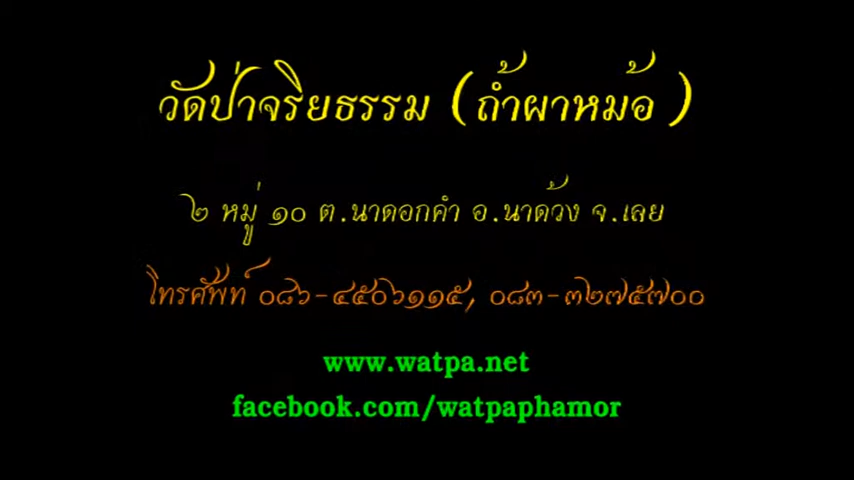 วัดป่าจริยธรรม (ถ้ำผาหมอ้ )
๒ หมู่ ๑๐ ต.นาดอกคำ อ.นาด้วง จ.เลย
โทรศัพท์ ๐๘๖-๔๕๐๖๑๑๕, ๐๘๓-๓๒๗๕๗๐๐
www.watpa.net
facebook.com/watpaphamor